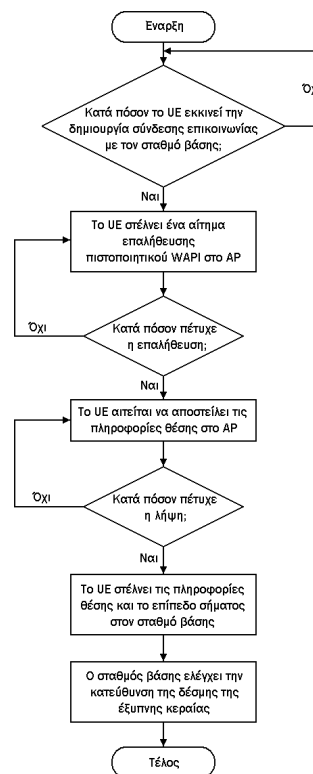 Εναρξη
Όχ
Κατά πόσον το UE εκκινεί την
δημιουργία σύνδεσης επικοινωνίας
με τον σταθμό βάσης;
Ναι
Το UE στέλνει ένα αίτημα
επαλήθευσης
πιστοποιητικού WAPI στο AP
Όχι
Κατά πόσον πέτυχε
η επαλήθευση;
Ναι
Το UE αιτείται να αποστείλει τις
πληροφορίες θέσης στο AP
Όχι
Κατά πόσον πέτυχε
η λήψη;
Ναι
Το UE στέλνει τις πληροφορίες
θέσης και το επίπεδο σήματος
στον σταθμό βάσης
Ο σταθμός βάσης ελέγχει την
κατεύθυνση της δέσμης της
έξυπνης κεραίας
Τέλος